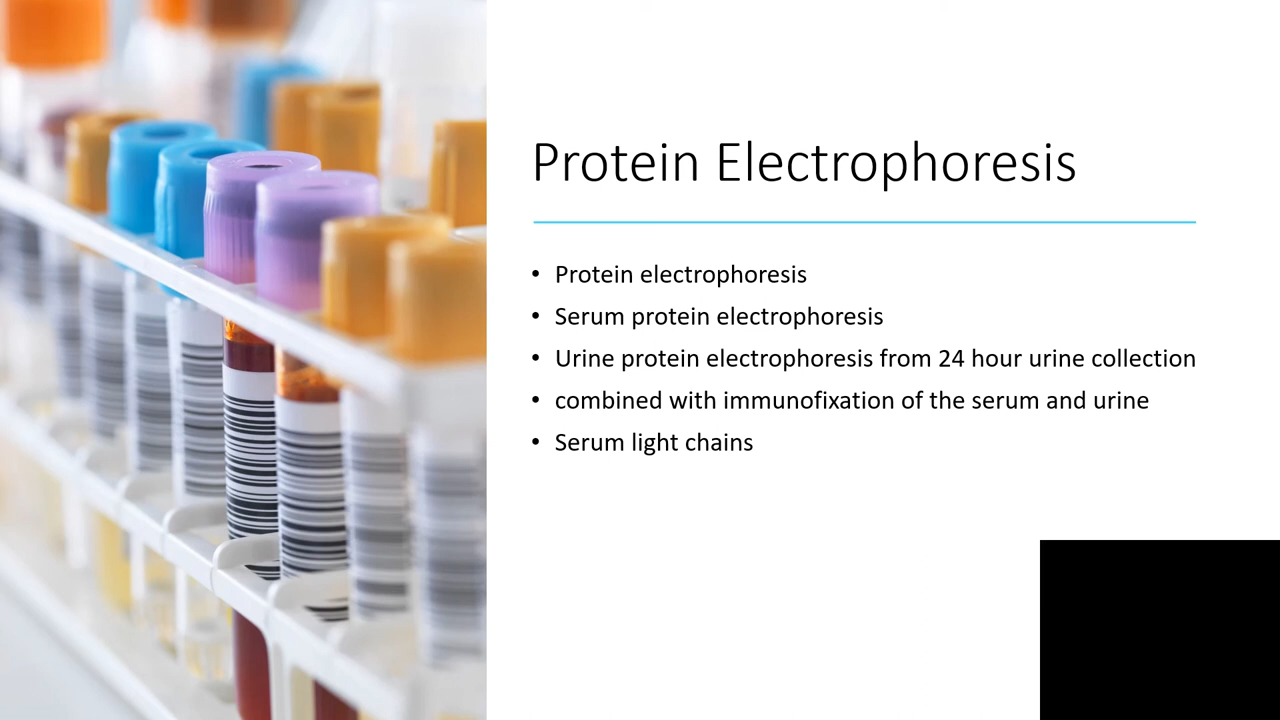 Protein Electrophoresis
• Protein electrophoresis
• Serum protein electrophoresis
• Urine protein electrophoresis from 24 hour urine collection
• combined with immunofixation of the serum and urine
• Serum light chains